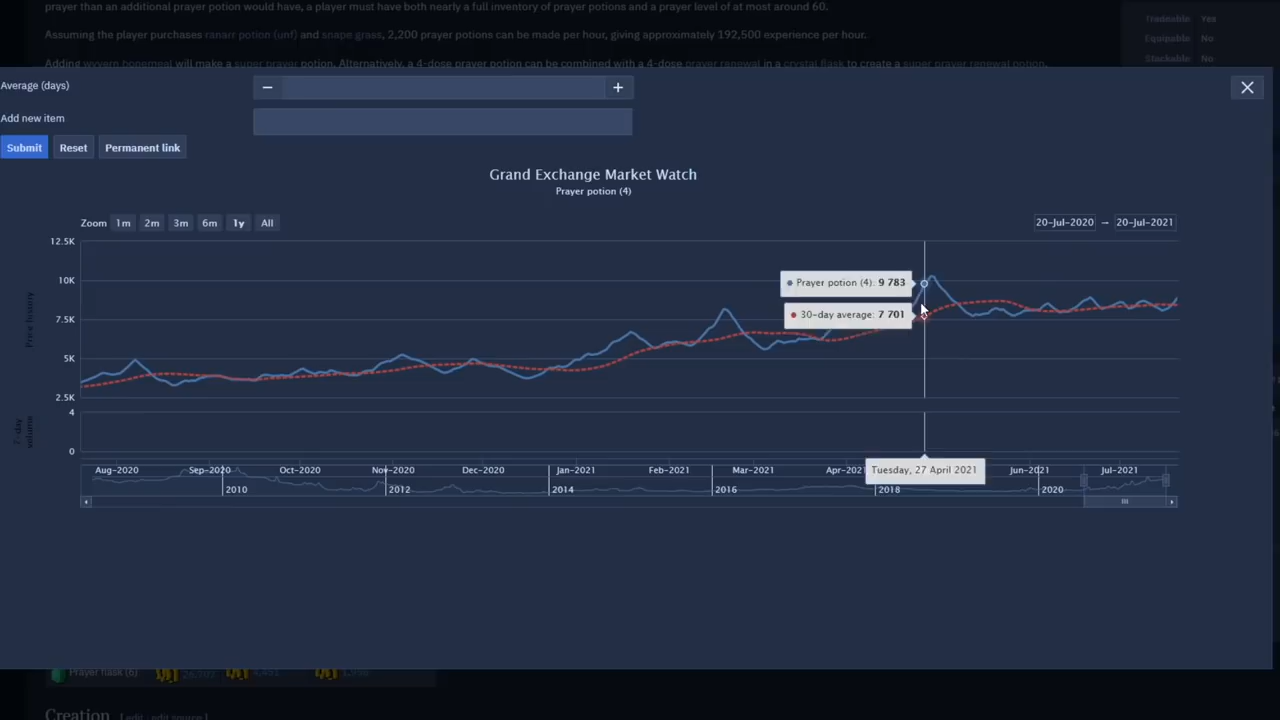 prayer than an additional prayer potion would have, a player must have both nearly a full inventory of prayer potions and a prayer level of at most around 60.
Tradeable Yes
Assuming the player purchases ranarr potion (unf) and snape grass, 2,200 prayer potions can be made per hour, giving approximately 192,500 experience per hour.
Equipable No
Adding wyvern bonemeal will make a super prayer potion. Alternatively, a 4-dose prayer potion can be combined with a 4-dose prayer renewal in a crystal flask to create a super prayer renewal potion.
Stackable No
Average (days)
− +
Add new item
Submit Reset Permanent link
Grand Exchange Market Watch
Prayer potion (4)
Zoom 1m 2m 3m 6m 1y All
20-Jul-2020 → 20-Jul-2021
12.5K
10K
7.5K
5K
2.5K
Price history
Prayer potion (4): 9 783
30-day average: 7 701
4
0
7-day
volume
Aug-2020 Sep-2020 Oct-2020 Nov-2020 Dec-2020 Jan-2021 Feb-2021 Mar-2021 Apr-2021 Tuesday, 27 April 2021 Jun-2021 Jul-2021
2010 2012 2014 2016 2018 2020
Prayer flask (6)
Creation [edit | edit source]